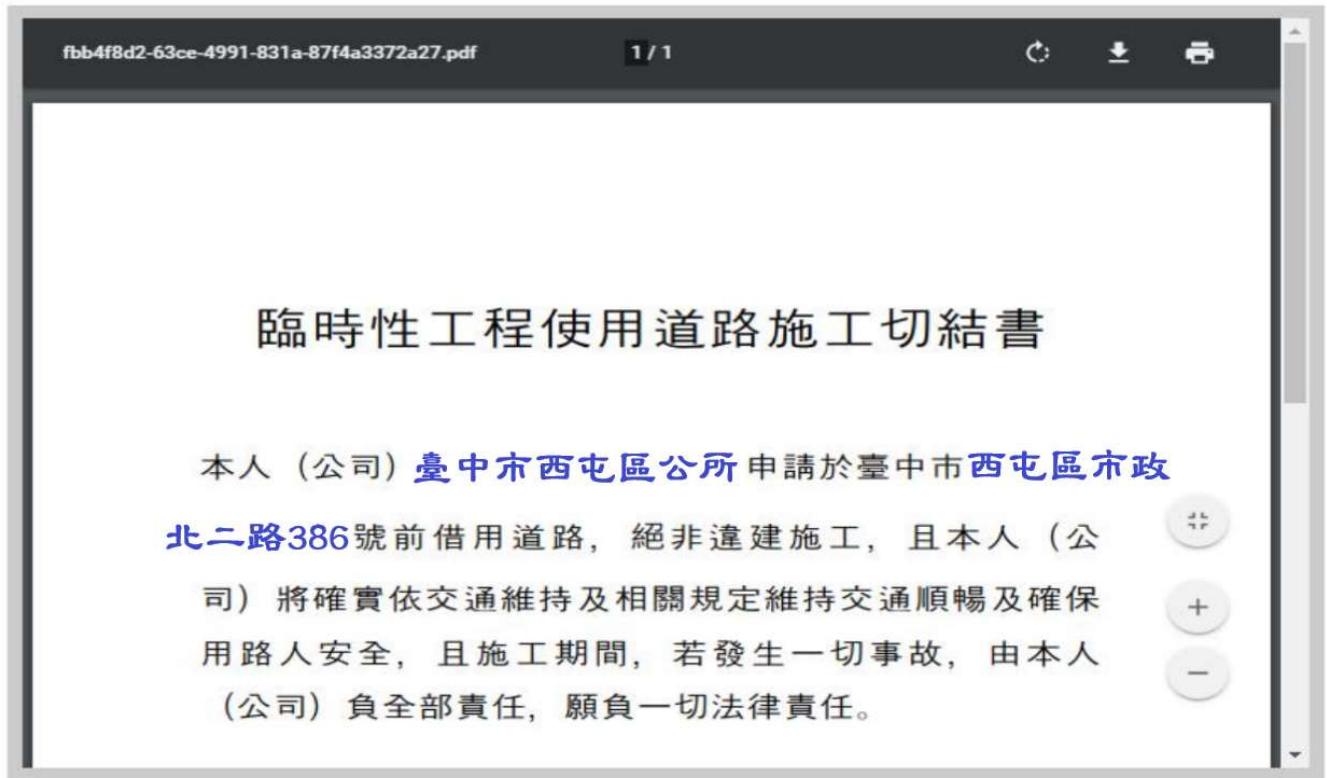 fbb4f8d2-63ce-4991-831a-87f4a3372a27.pdf 1 / 1
臨時性工程使用道路施工切結書
本人（公司）臺中市西屯區公所申請於臺中市西屯區市政
北二路386號前借用道路，絕非違建施工，且本人（公
司）將確實依交通維持及相關規定維持交通順暢及確保
用路人安全，且施工期間，若發生一切事故，由本人
（公司）負全部責任，願負一切法律責任。